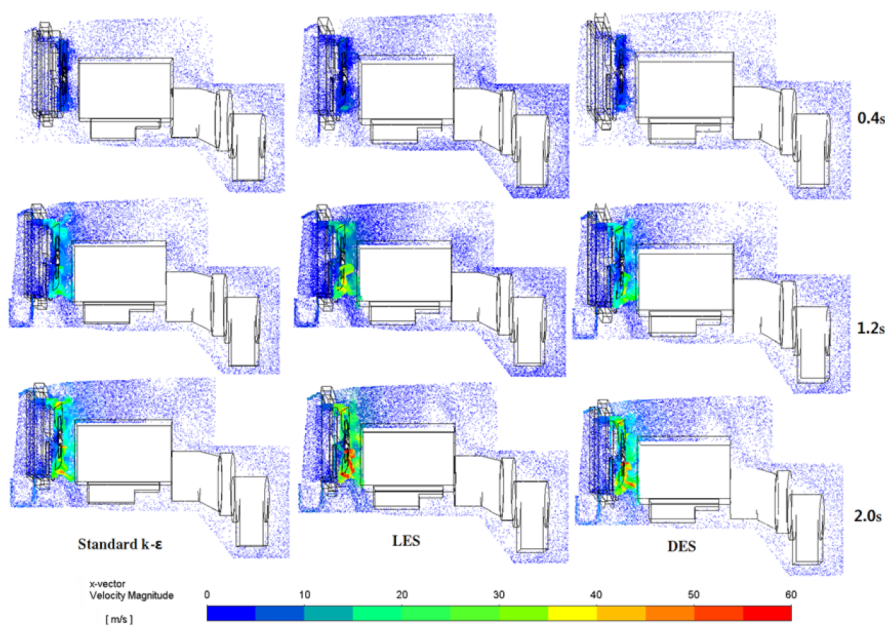 0.4s
1.2s
2.0s
Standard k-ε LES DES
x-vector
Velocity Magnitude 0 10 20 30 40 50 60
[ m/s ]